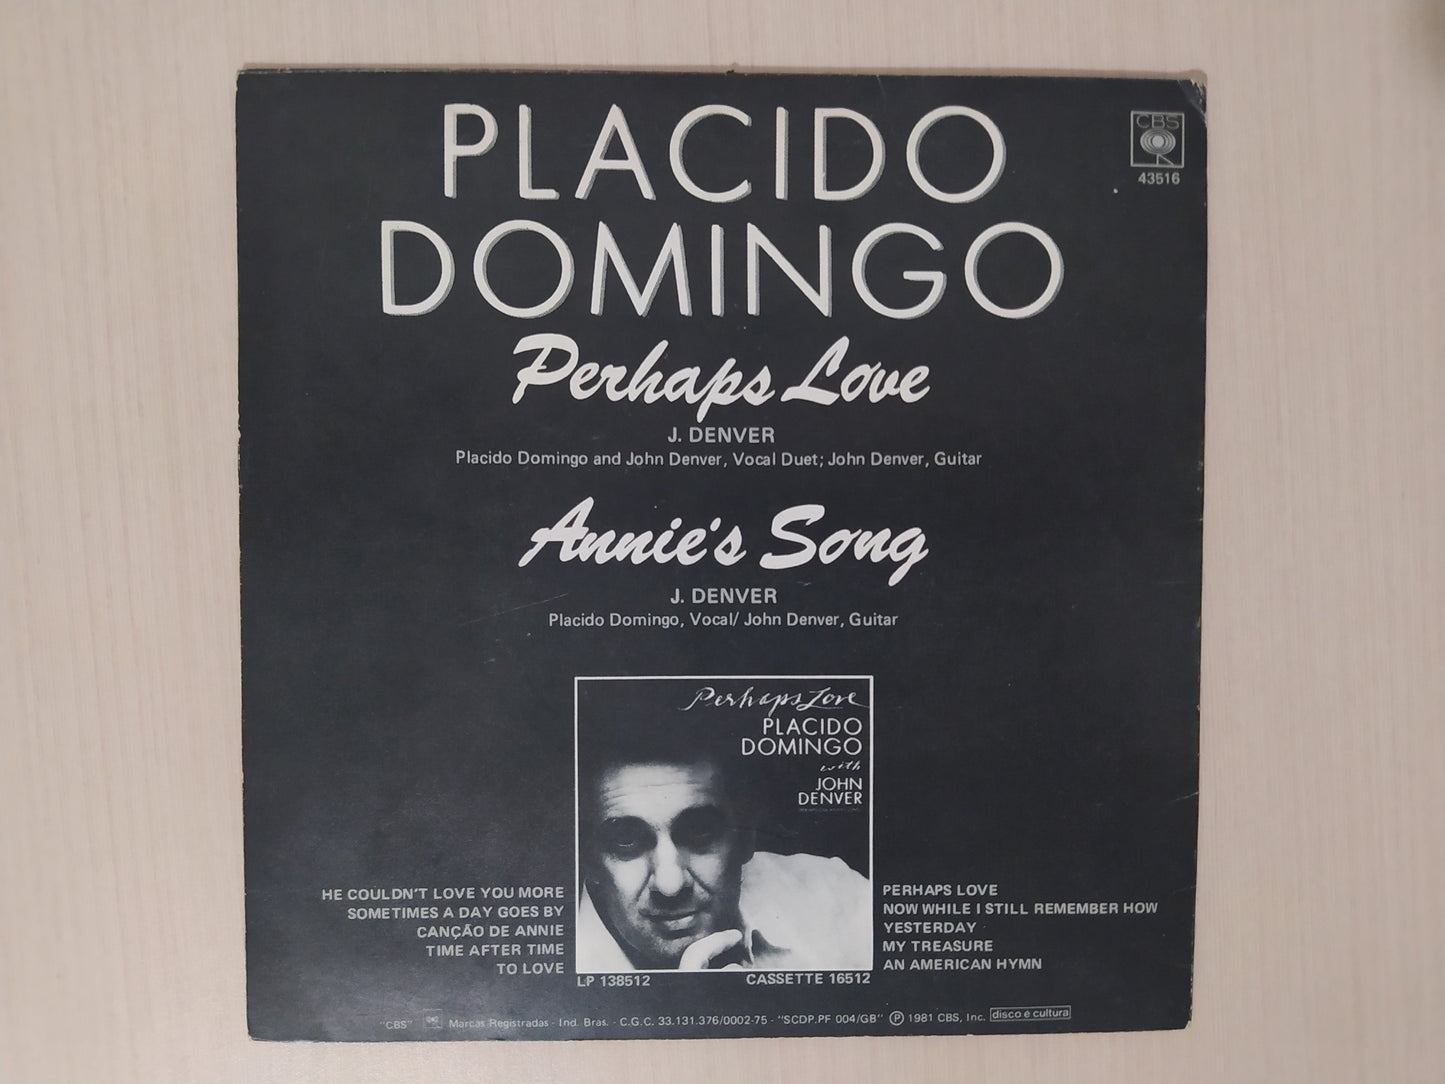 PLACIDO
DOMINGO
CBS
43516
Perhaps Love
J. DENVER
Placido Domingo and John Denver, Vocal Duet; John Denver, Guitar
Annie's Song
J. DENVER
Placido Domingo, Vocal/ John Denver, Guitar
Perhaps Love
PLACIDO
DOMINGO
with
JOHN
DENVER
HE COULDN'T LOVE YOU MORE
SOMETIMES A DAY GOES BY
CANÇÃO DE ANNIE
TIME AFTER TIME
TO LOVE
PERHAPS LOVE
NOW WHILE I STILL REMEMBER HOW
YESTERDAY
MY TREASURE
AN AMERICAN HYMN
LP 138512
CASSETTE 16512
"CBS" Marcas Registradas - Ind. Bras. - C.G.C. 33.131.376/0002-75 - "SCDP.PF 004/GB" Ⓟ 1981 CBS, Inc. disco é cultura